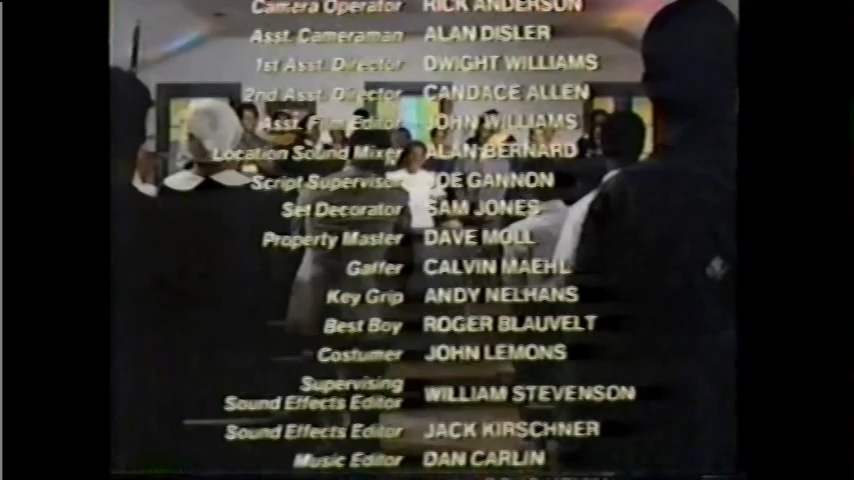 Camera Operator RICK ANDERSON
Asst. Cameraman ALAN DISLER
1st Asst. Director DWIGHT WILLIAMS
2nd Asst. Director CANDACE ALLEN
Asst. Film Editor JOHN WILLIAMS
Location Sound Mixer ALAN BERNARD
Script Supervisor JOE GANNON
Set Decorator SAM JONES
Property Master DAVE MOLL
Gaffer CALVIN MAEHL
Key Grip ANDY NELHANS
Best Boy ROGER BLAUVELT
Costumer JOHN LEMONS
Supervising
Sound Effects Editor WILLIAM STEVENSON
Sound Effects Editor JACK KIRSCHNER
Music Editor DAN CARLIN